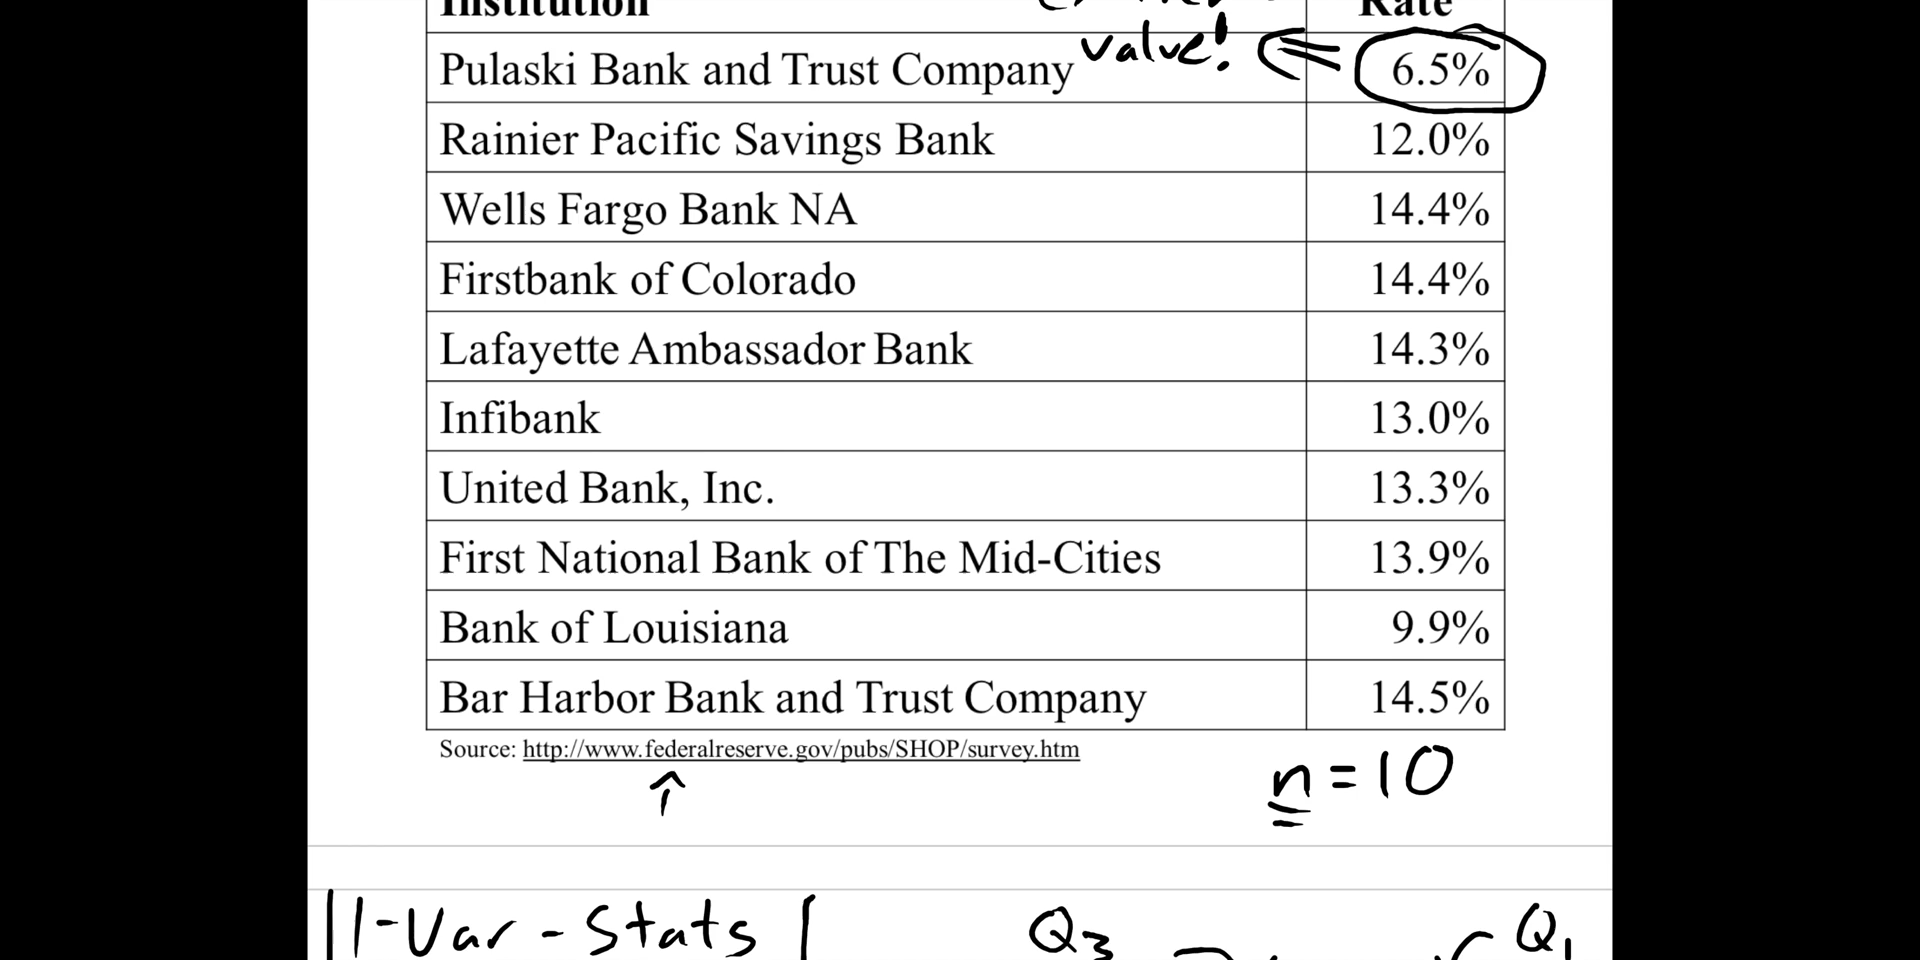 Institution Rate
value!
Pulaski Bank and Trust Company 6.5%
Rainier Pacific Savings Bank 12.0%
Wells Fargo Bank NA 14.4%
Firstbank of Colorado 14.4%
Lafayette Ambassador Bank 14.3%
Infibank 13.0%
United Bank, Inc. 13.3%
First National Bank of The Mid-Cities 13.9%
Bank of Louisiana 9.9%
Bar Harbor Bank and Trust Company 14.5%
Source: http://www.federalreserve.gov/pubs/SHOP/survey.htm
n = 10
1-Var-Stats Q3 Q1